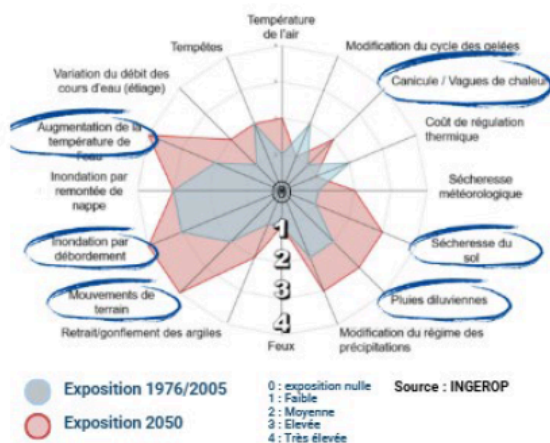 Température
de l'air
Tempêtes
Modification du cycle des gelées
Variation du débit des
cours d'eau (étiage)
Canicule / Vagues de chaleur
Augmentation de la
température de
l'eau
Coût de régulation
thermique
Inondation par
remontée de
nappe
Sécheresse
météorologique
0
Inondation par
débordement
Sécheresse du
sol
1
2
3
4
Mouvements de
terrain
Pluies diluviennes
Retrait/gonflement des argiles
Feux
Modification du régime des
précipitations
Exposition 1976/2005
Exposition 2050
0 : exposition nulle
1 : Faible
2 : Moyenne
3 : Elevée
4 : Très élevée
Source : INGEROP